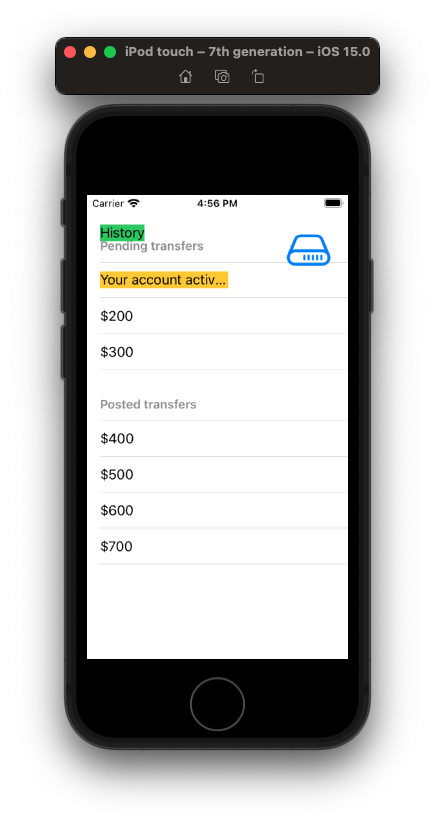 iPod touch – 7th generation – iOS 15.0
Carrier 4:56 PM
History
Pending transfers
Your account activ...
$200
$300
Posted transfers
$400
$500
$600
$700